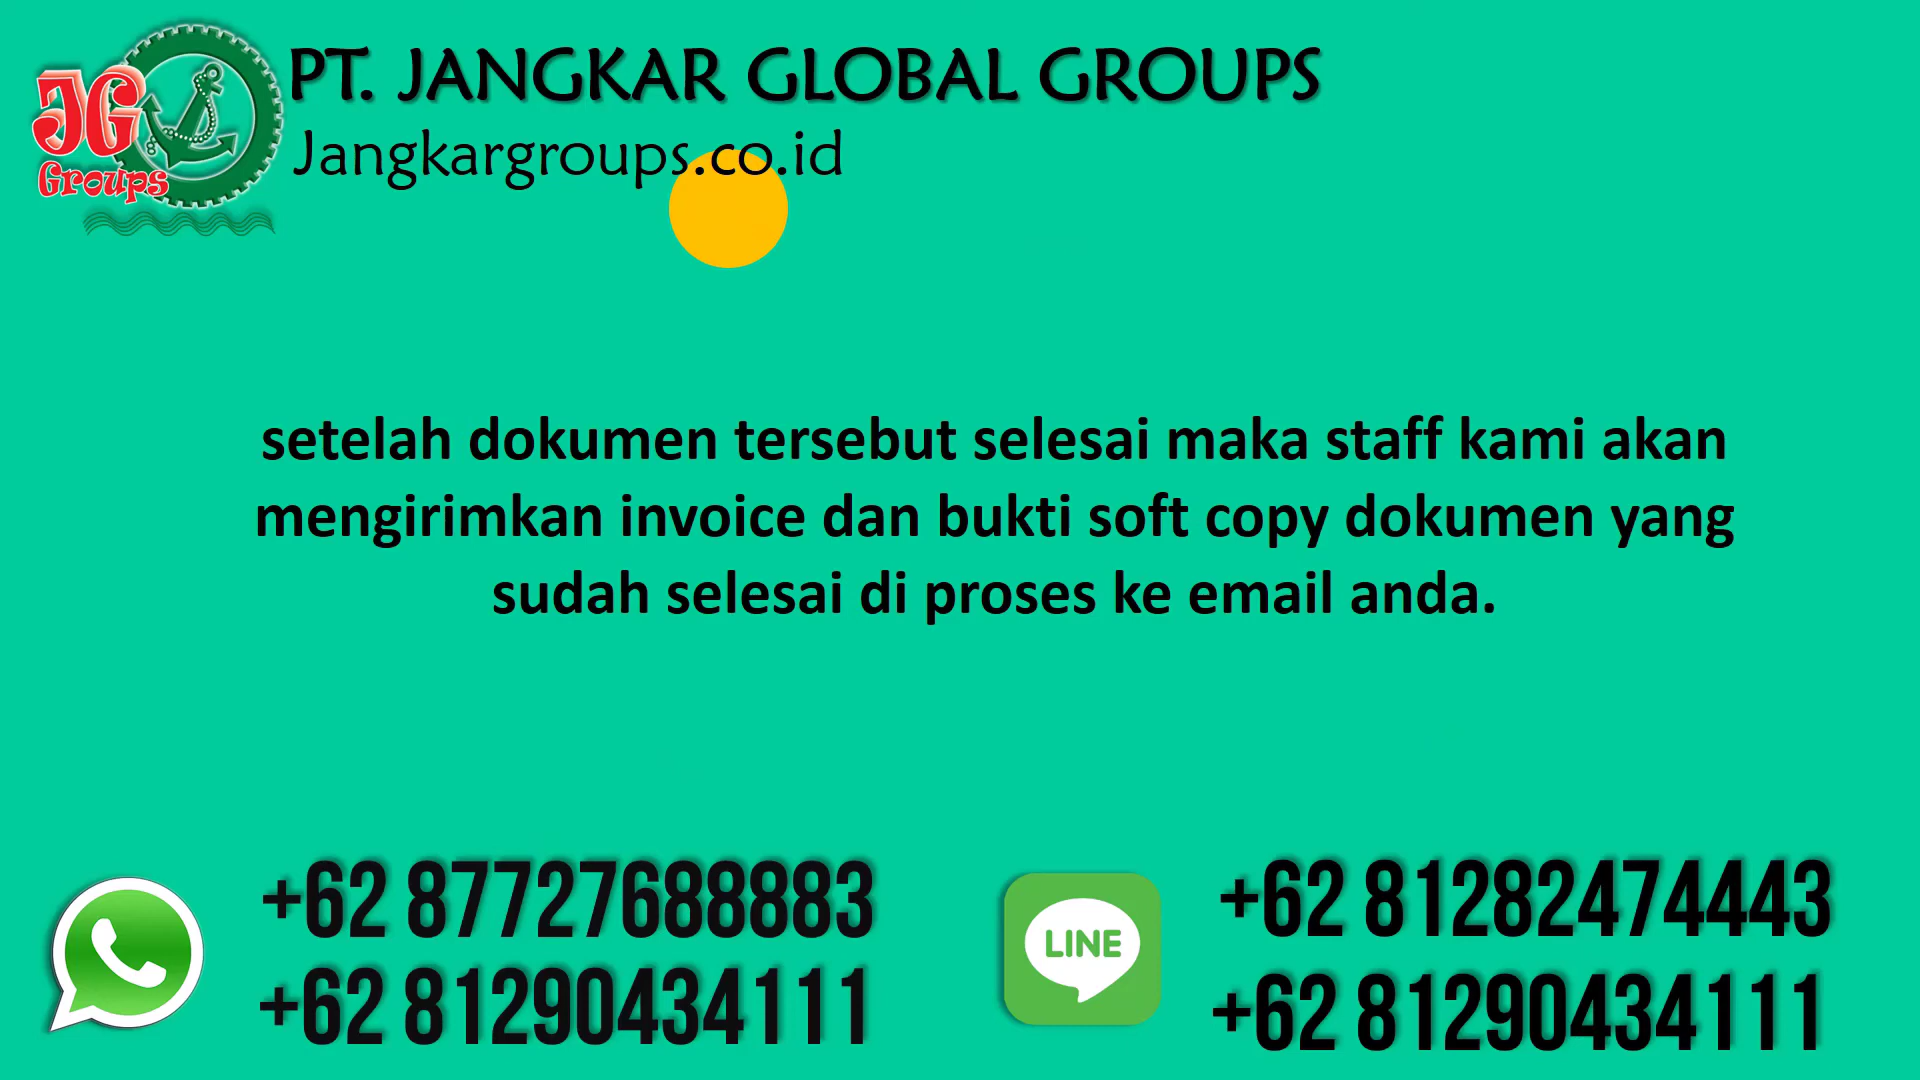 JG
Groups
PT. JANGKAR GLOBAL GROUPS
Jangkargroups.co.id
setelah dokumen tersebut selesai maka staff kami akan
mengirimkan invoice dan bukti soft copy dokumen yang
sudah selesai di proses ke email anda.
+62 87727688883
+62 81290434111
LINE
+62 81282474443
+62 81290434111